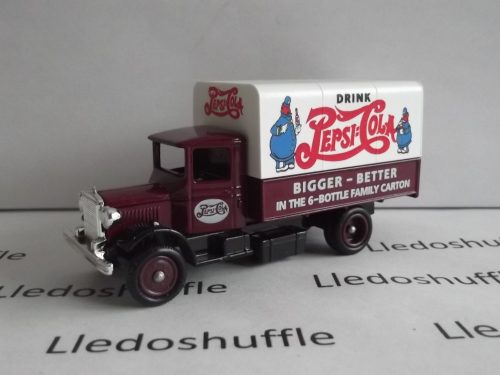 PEPSI-COLA
DRINK
PEPSI-COLA
BIGGER - BETTER
IN THE 6-BOTTLE FAMILY CARTON
Pepsi-Cola
Lledoshuffle
Lledoshuffle
Lledoshuffle
Lledoshuffle